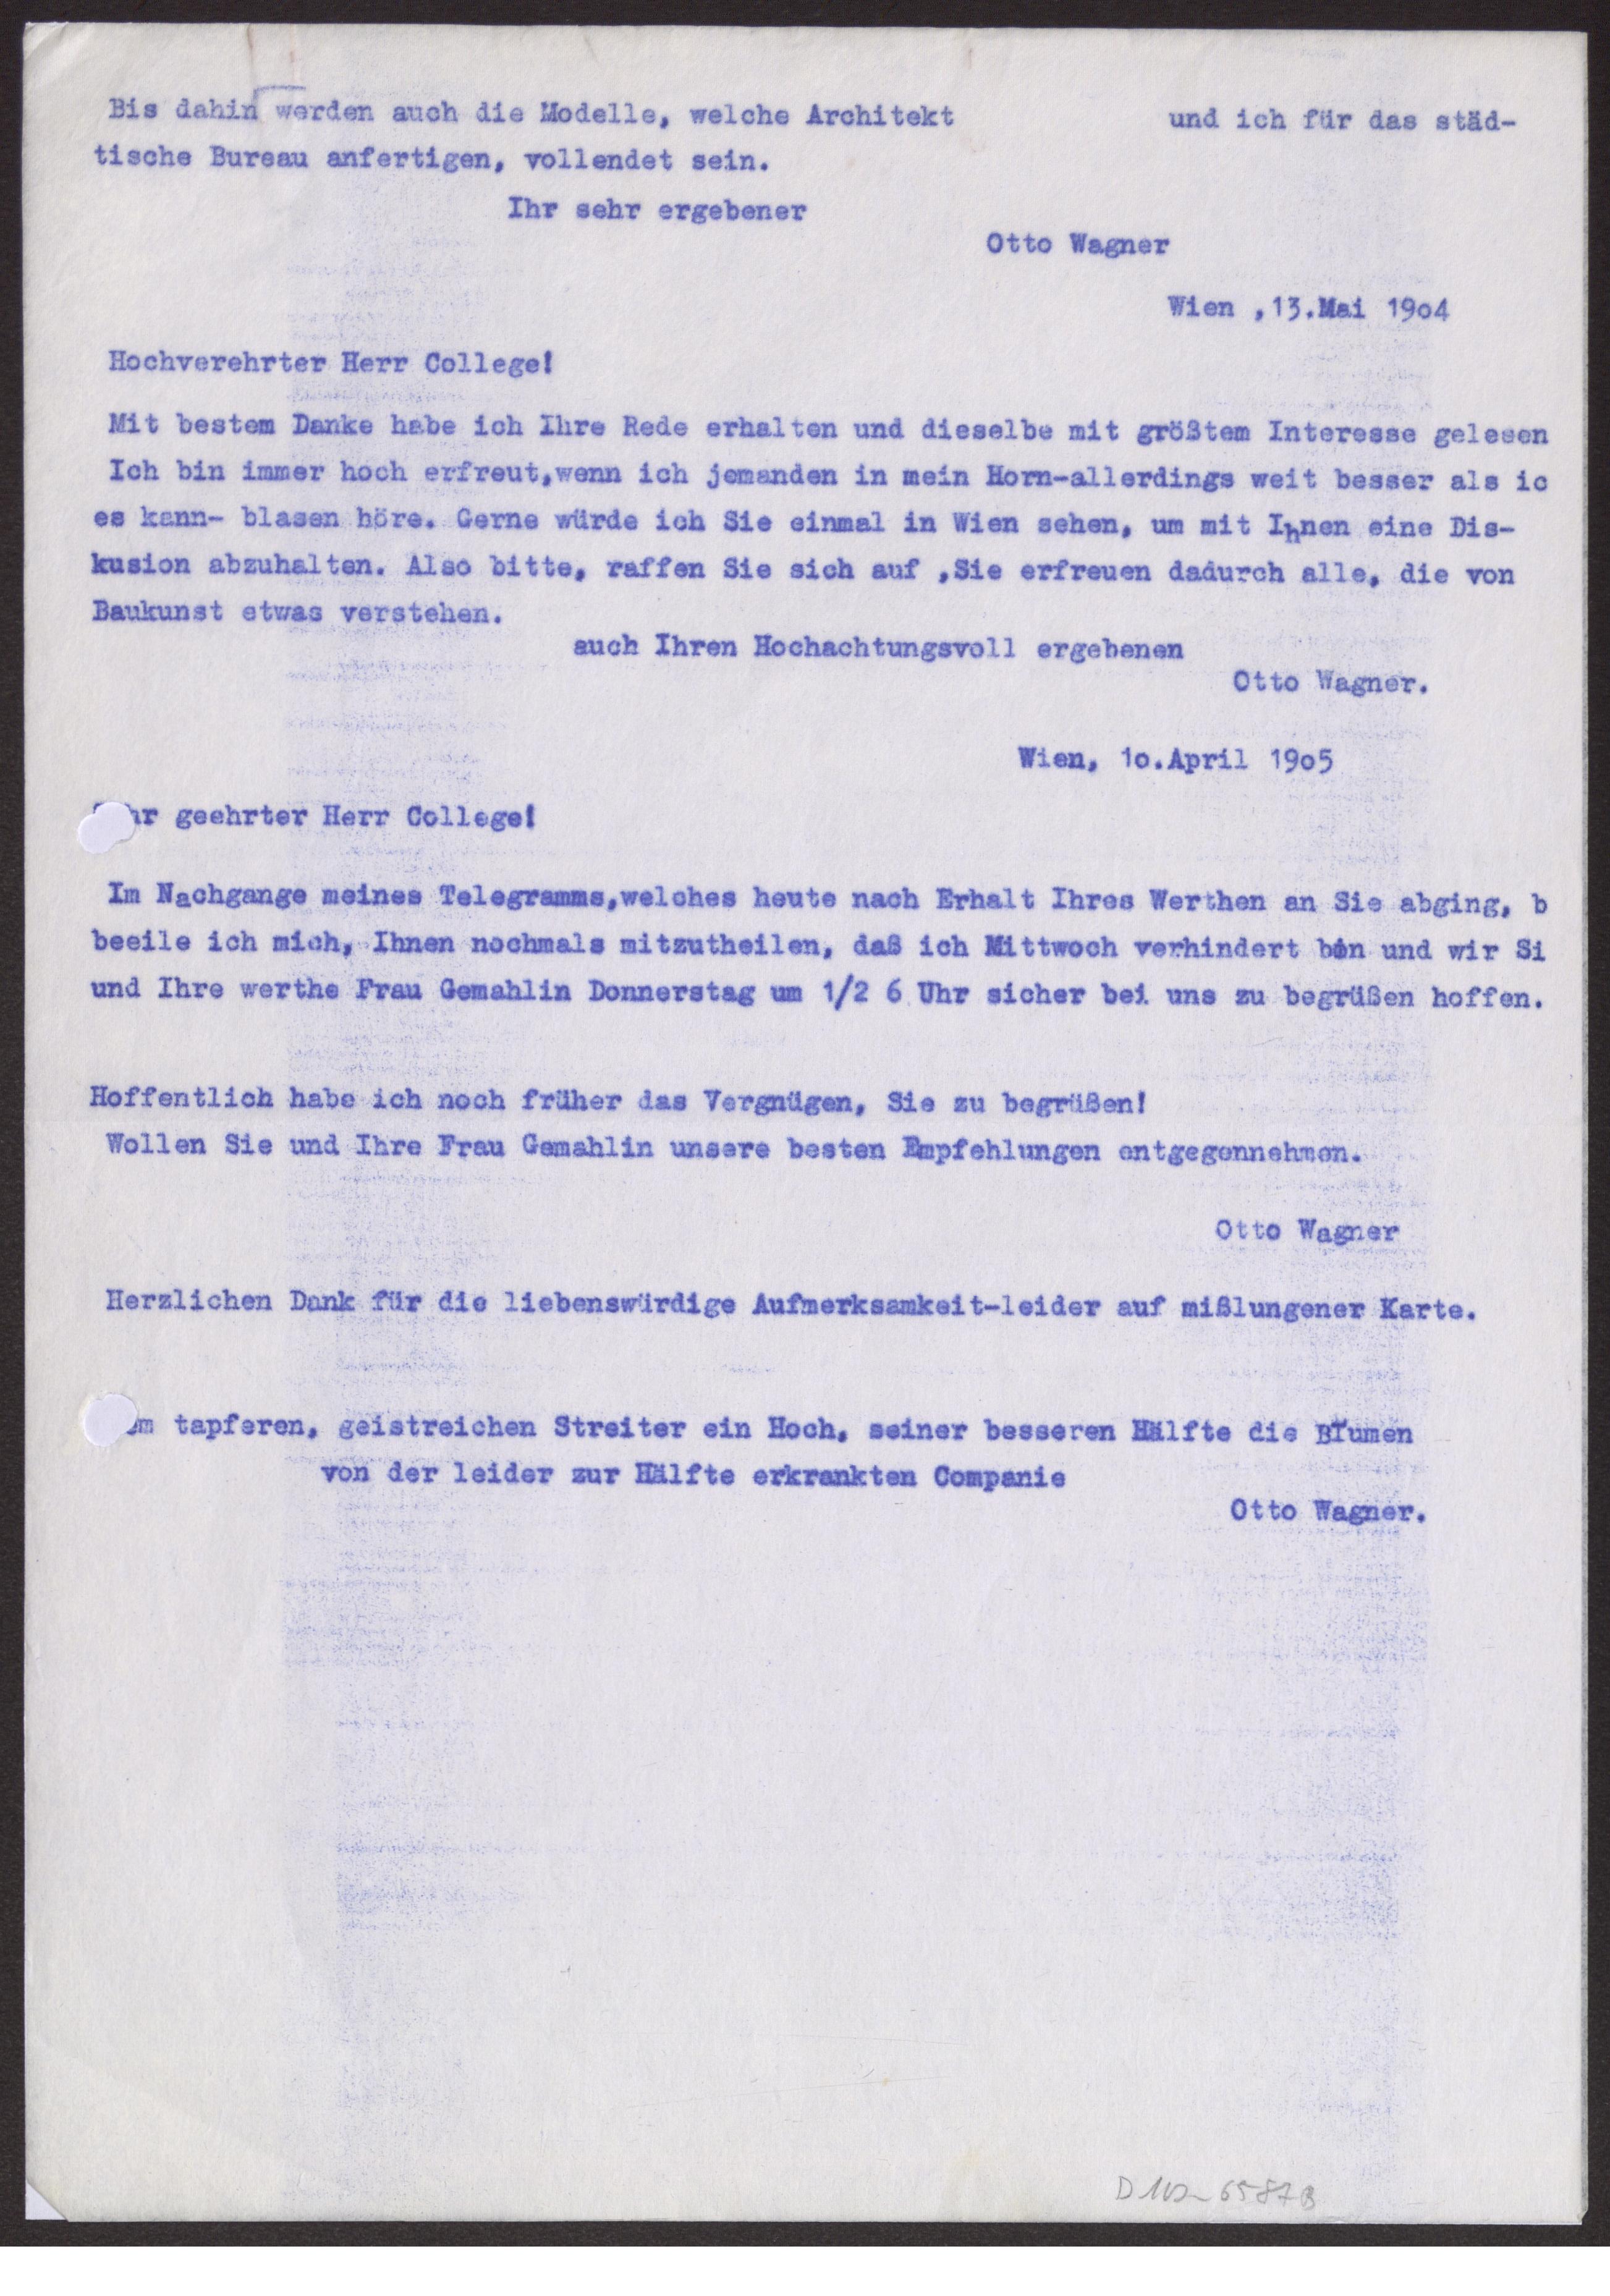 Bis dahin werden auch die Modelle, welche Architekt und ich für das städ-
tische Bureau anfertigen, vollendet sein.
Ihr sehr ergebener
Otto Wagner
Wien ,13.Mai 19o4
Hochverehrter Herr College!
Mit bestem Danke habe ich Ihre Rede erhalten und dieselbe mit größtem Interesse gelesen
Ich bin immer hoch erfreut,wenn ich jemanden in mein Horn-allerdings weit besser als ic
es kann- blasen höre. Gerne würde ich Sie einmal in Wien sehen, um mit Ihnen eine Dis-
kusion abzuhalten. Also bitte, raffen Sie sich auf ,Sie erfreuen dadurch alle, die von
Baukunst etwas verstehen.
auch Ihren Hochachtungsvoll ergebenen
Otto Wagner.
Wien, 1o.April 19o5
hr geehrter Herr College!
Im Nachgange meines Telegramms,welches heute nach Erhalt Ihres Werthen an Sie abging, b
beeile ich mich, Ihnen nochmals mitzutheilen, daß ich Mittwoch verhindert bin und wir Si
und Ihre werthe Frau Gemahlin Donnerstag um 1/2 6 Uhr sicher bei uns zu begrüßen hoffen.
Hoffentlich habe ich noch früher das Vergnügen, Sie zu begrüßen!
Wollen Sie und Ihre Frau Gemahlin unsere besten Empfehlungen entgegennehmen.
Otto Wagner
Herzlichen Dank für die liebenswürdige Aufmerksamkeit-leider auf mißlungener Karte.
em tapferen, geistreichen Streiter ein Hoch, seiner besseren Hälfte die Blumen
von der leider zur Hälfte erkrankten Companie
Otto Wagner.